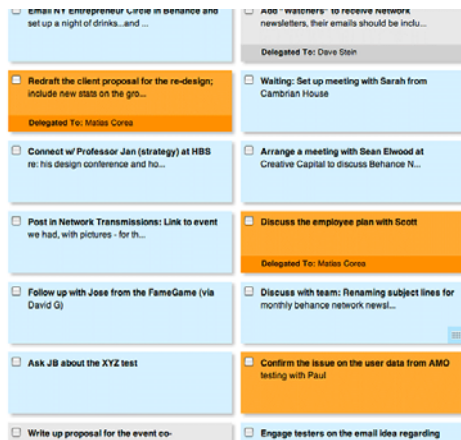 Email NY Entrepreneur Circle in Behance and
set up a night of drinks...and ...
Add "Watchers" to receive Network
newsletters, their emails should be inclu...
Delegated To: Dave Stein
Redraft the client proposal for the re-design;
include new stats on the gro...
Delegated To: Matias Corea
Waiting: Set up meeting with Sarah from
Cambrian House
Connect w/ Professor Jan (strategy) at HBS
re: his design conference and ho...
Arrange a meeting with Sean Elwood at
Creative Capital to discuss Behance N...
Post in Network Transmissions: Link to event
we had, with pictures - for th...
Discuss the employee plan with Scott
Delegated To: Matias Corea
Follow up with Jose from the FameGame (via
David G)
Discuss with team: Renaming subject lines for
monthly behance network newsl...
Ask JB about the XYZ test
Confirm the issue on the user data from AMO
testing with Paul
Write up proposal for the event co-
Engage testers on the email idea regarding